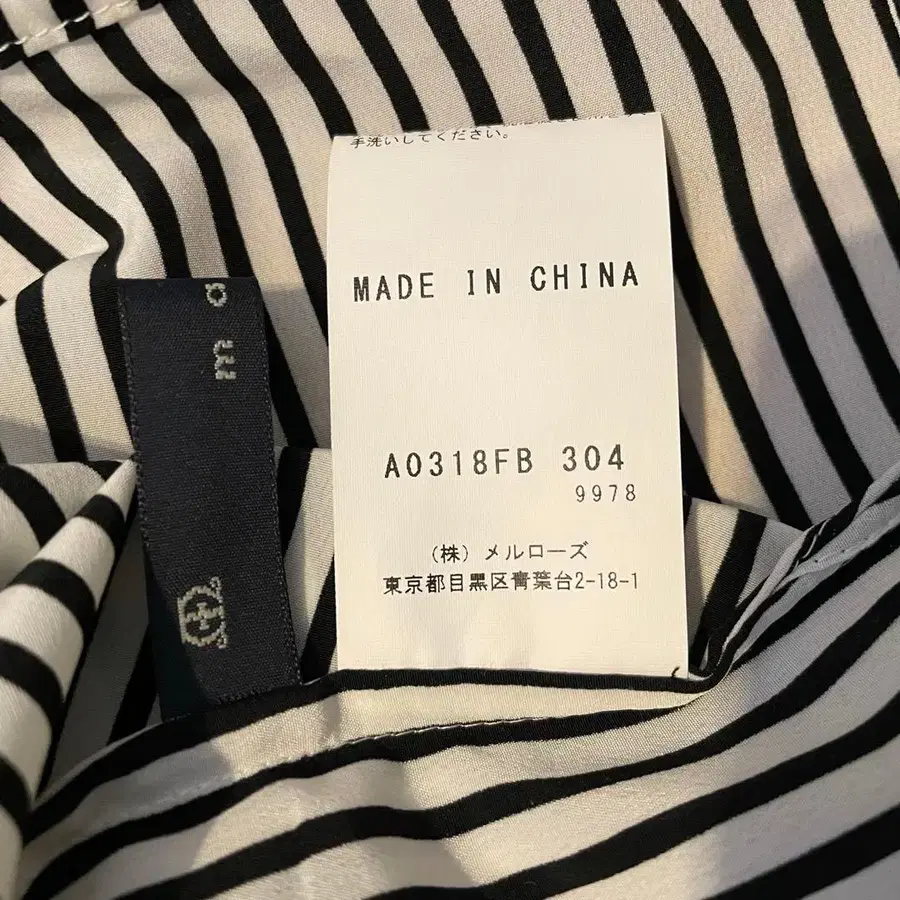 手洗いしてください。
MADE IN CHINA
A0318FB 304
9978
(株) メルローズ
東京都目黒区青葉台2-18-1